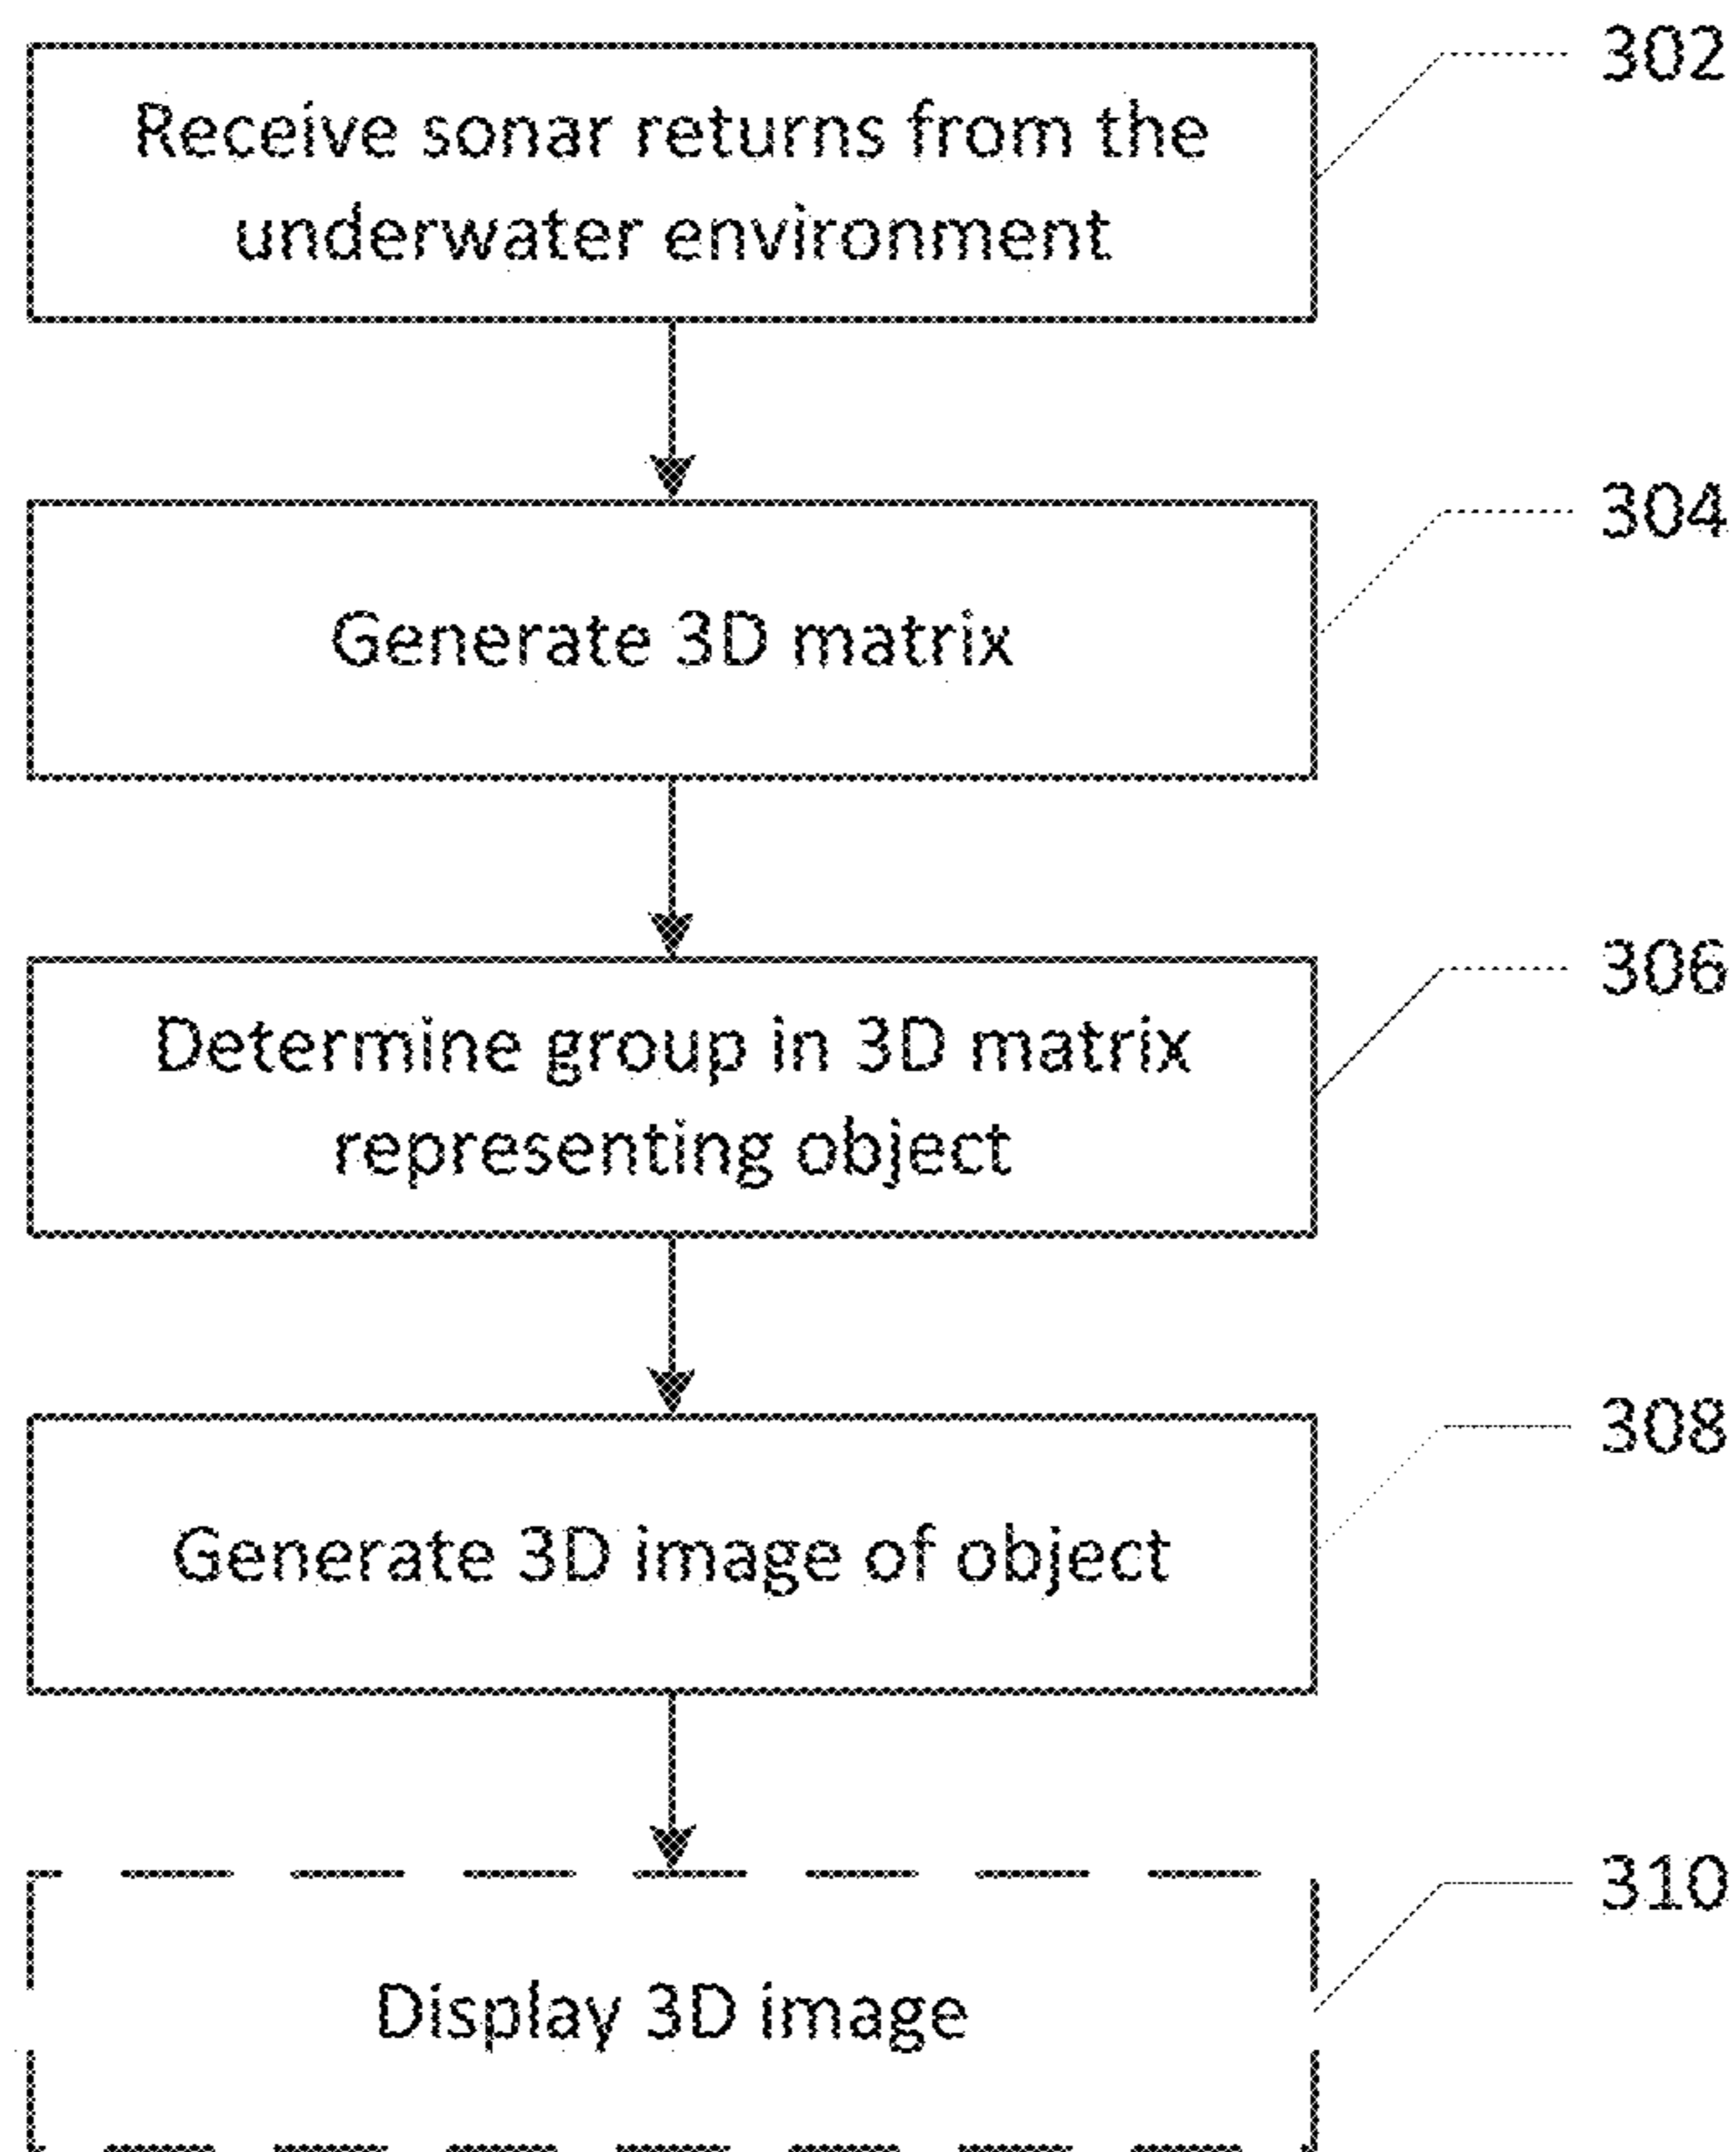 302
Receive sonar returns from the
underwater environment
304
Generate 3D matrix
306
Determine group in 3D matrix
representing object
308
Generate 3D image of object
310
Display 3D image